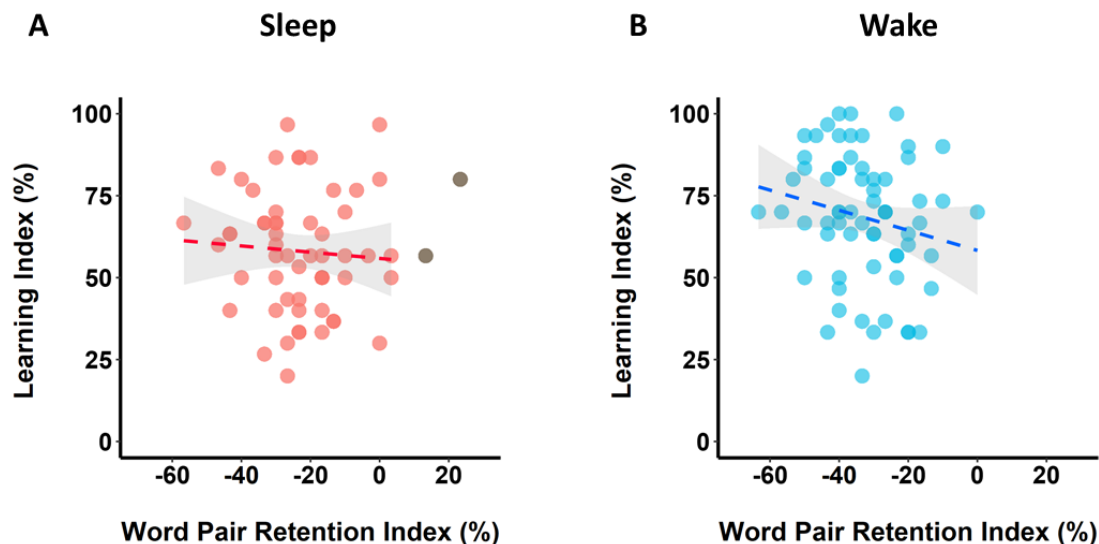 A
Sleep
Learning Index (%)
100
75
50
25
0
-60 -40 -20 0 20
Word Pair Retention Index (%)
B
Wake
Learning Index (%)
100
75
50
25
0
-60 -40 -20 0 20
Word Pair Retention Index (%)